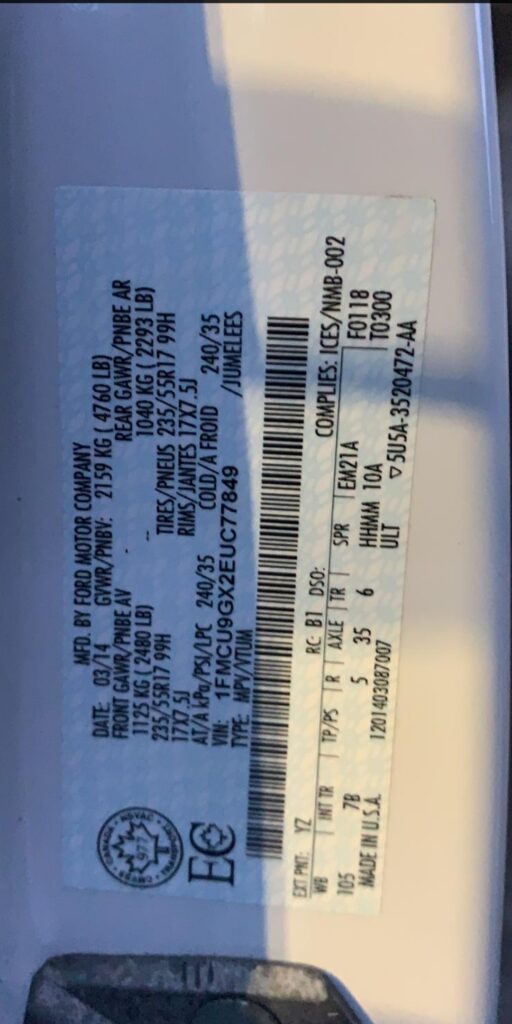 MFD. BY FORD MOTOR COMPANY
DATE: 03/14 GVWR/PNBV: 2159 KG ( 4760 LB)
FRONT GAWR/PNBE AV REAR GAWR/PNBE AR
1125 KG ( 2480 LB) 1040 KG ( 2293 LB)
235/55R17 99H TIRES/PNEUS 235/55R17 99H
17X7.5J RIMS/JANTES 17X7.5J
AT/A kPa/PSI/LPC 240/35 COLD/A FROID 240/35
VIN: 1FMCU9GX2EUC77849 /JUMELEES
TYPE: MPV/VTUM
CANADA
977
EC
EXT PNT: YZ RC: B1 DSO: COMPLIES: ICES/NMB-002
WB | INT TR | TP/PS | R | AXLE | TR | SPR | EM21A F0118
105 7B 5 35 6 HHMM 10A T0300
MADE IN U.S.A. 1201403087007 ULT ▽5U5A-3520472-AA